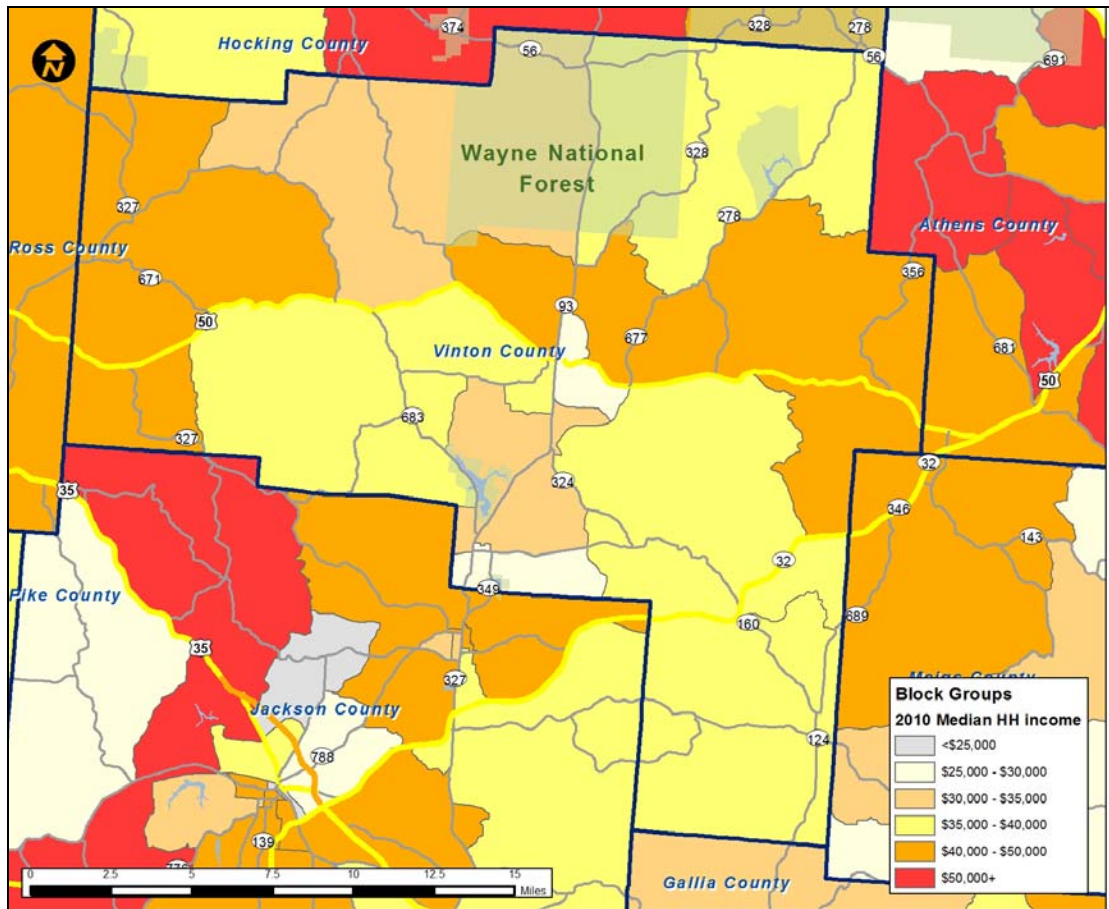 374
328
278
Hocking County
56
56
691
N
Wayne National
Forest
328
327
278
Ross County
Athens County
671
356
50
93
677
681
Vinton County
50
683
327
324
32
35
346
143
32
349
Pike County
689
160
35
Meigs County
327
Jackson County
124
788
139
Gallia County
Block Groups
2010 Median HH income
<$25,000
$25,000 - $30,000
$30,000 - $35,000
$35,000 - $40,000
$40,000 - $50,000
$50,000+
0 2.5 5 7.5 10 12.5 15
Miles